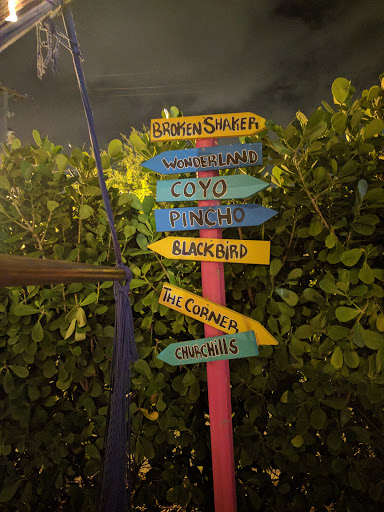 BROKEN SHAKER
WONDERLAND
COYO
PINCHO
BLACKBIRD
THE CORNER
CHURCHILLS